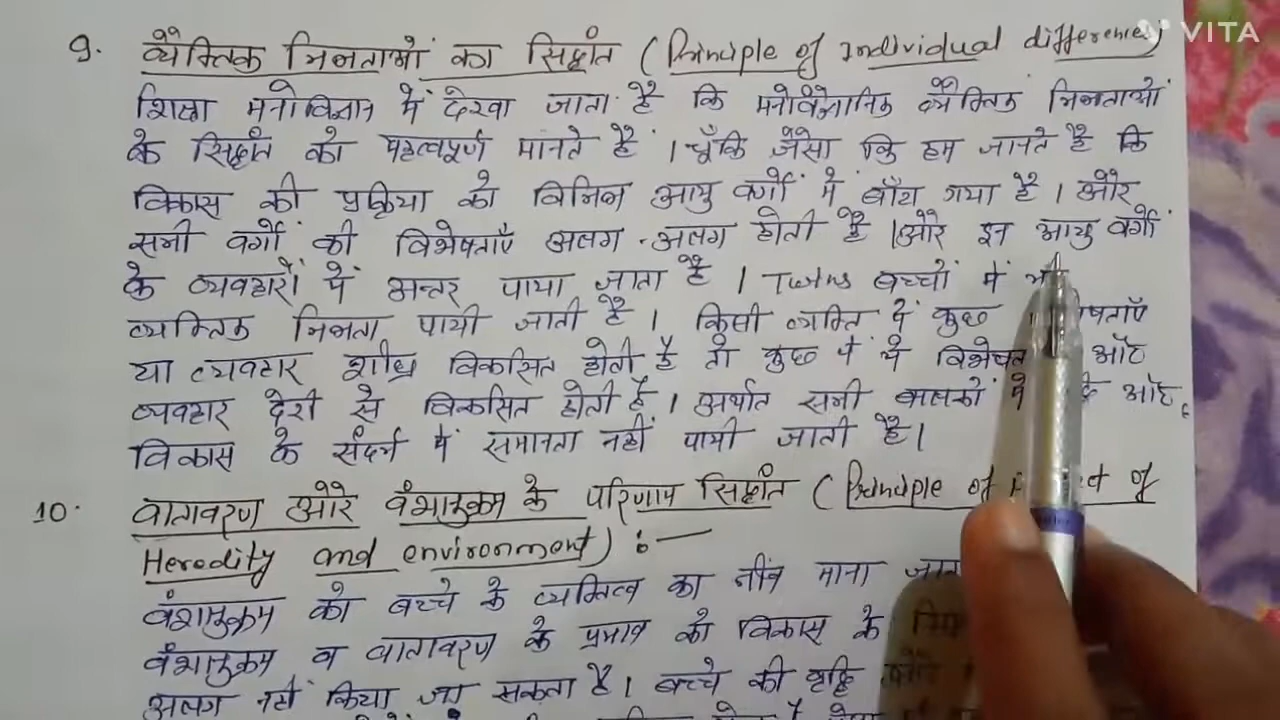 VITA
9. वैयक्तिक भिन्नताओं का सिद्धांत (Principle of Individual differences)
शिक्षा मनोविज्ञान में देखा जाता है कि मनोवैज्ञानिक वैयक्तिक भिन्नताओं
के सिद्धांत को महत्वपूर्ण मानते है । चूँकि जैसा कि हम जानते है कि
विकास की प्रक्रिया को विभिन्न आयु वर्गों में बाँटा गया है । और
सभी वर्गों की विशेषताएँ अलग - अलग होती है । और इन आयु वर्गों
के व्यवहारों में अन्तर पाया जाता है । Twins बच्चों में
व्यक्तिक भिन्नता पायी जाती है । किसी व्यक्ति में कुछ
या व्यवहार शीघ्र विकसित होती है तो कुछ में ये और
व्यवहार देरी से विकसित होती है । अर्थात सभी बालकों में और
विकास के संदर्भ में समानता नहीं पायी जाती है ।
10. वातावरण और वंशानुक्रम के परिणाम सिद्धांत (Principle of of
Heredity and environment) :—
वंशानुक्रम को बच्चे के व्यक्तित्व का नींव माना
वंशानुक्रम व वातावरण के प्रभाव को विकास के
अलग नहीं किया जा सकता है । बच्चे की वृद्धि